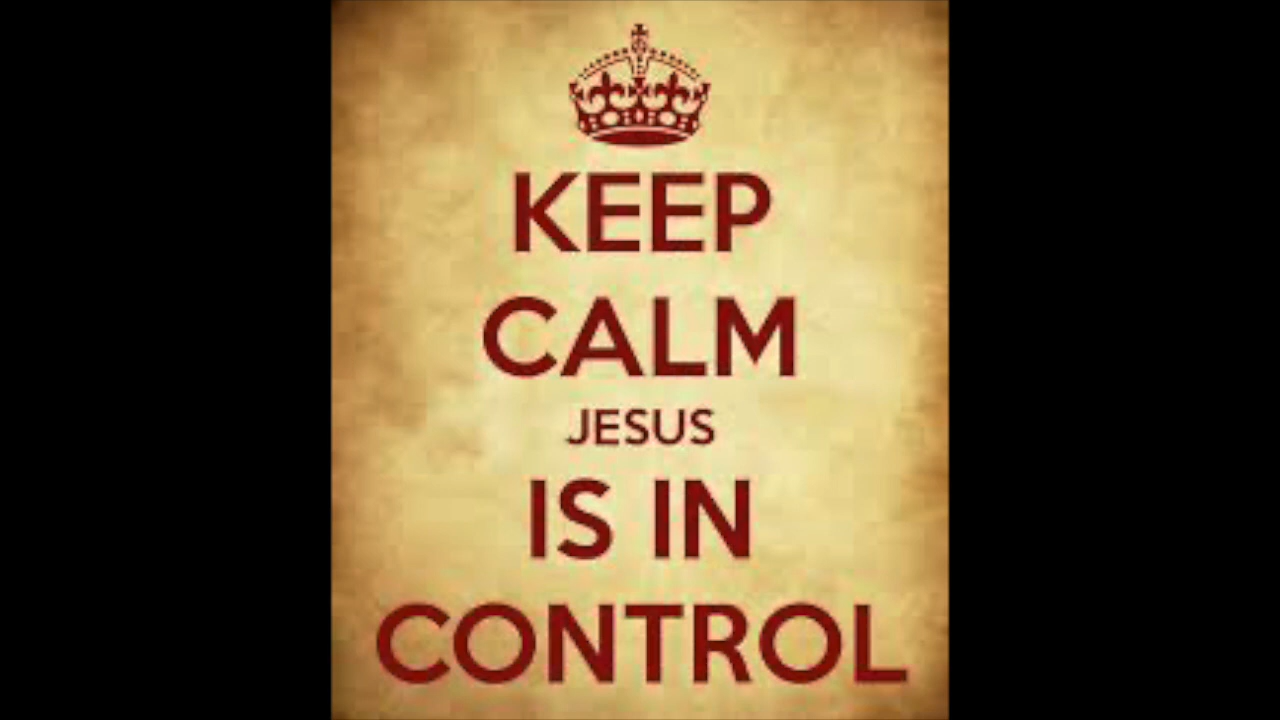 KEEP
CALM
JESUS
IS IN
CONTROL